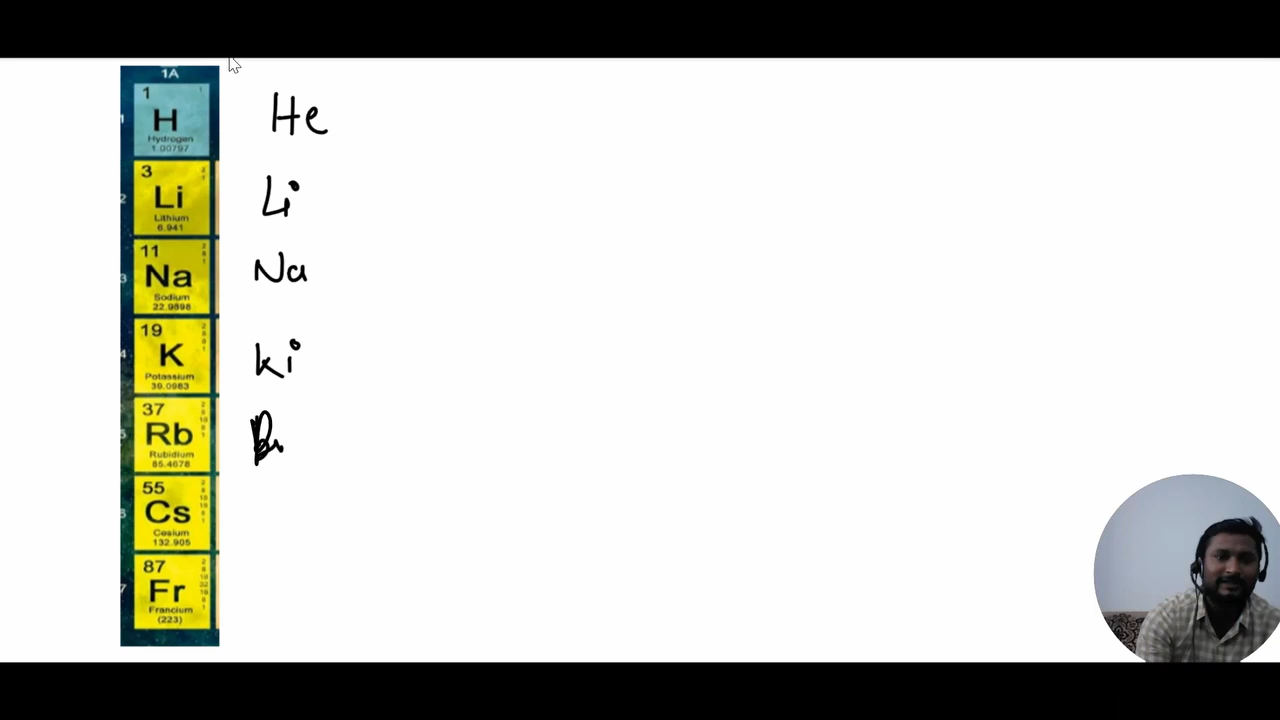 1A
1
H
Hydrogen
1.00797
He
3
Li
Lithium
6.941
Li
11
Na
Sodium
22.9898
Na
19
K
Potassium
39.0983
Ki
37
Rb
Rubidium
85.4678
55
Cs
Cesium
132.905
87
Fr
Francium
(223)